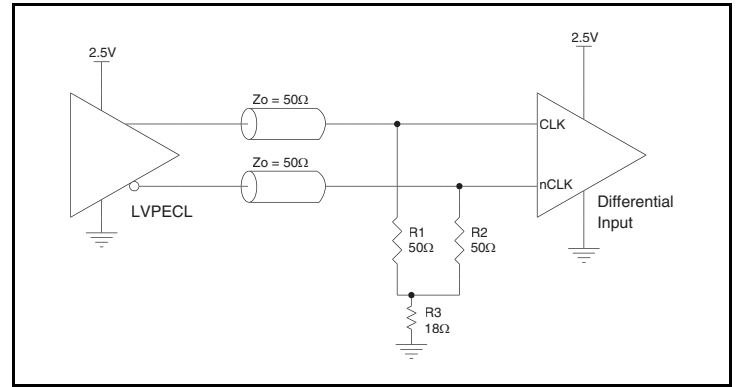 2.5V
2.5V
Zo = 50Ω
CLK
Zo = 50Ω
nCLK
LVPECL
Differential
Input
R1
50Ω
R2
50Ω
R3
18Ω